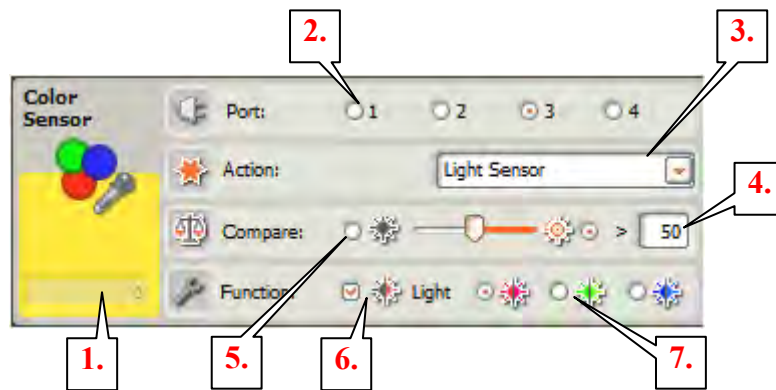 2.
3.
Color
Sensor
Port: 1 2 3 4
Action: Light Sensor
4.
Compare: > 50
Function: Light
1.
5.
6.
7.